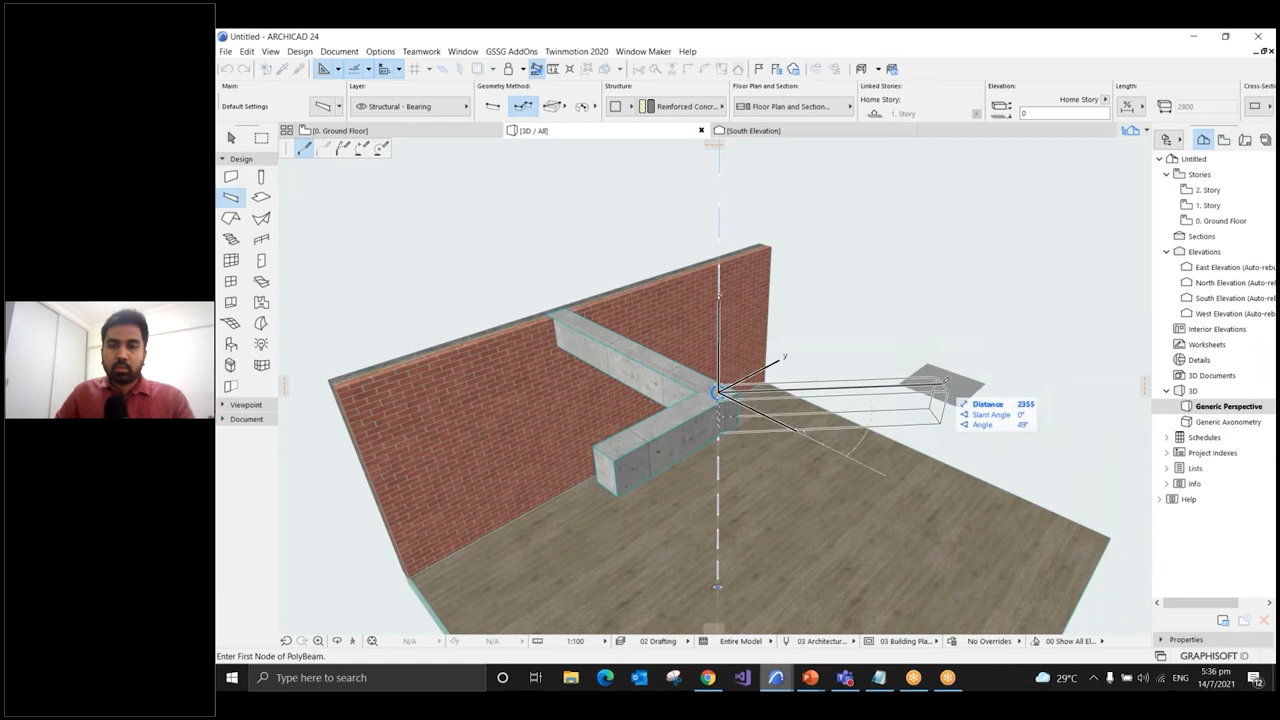 Untitled - ARCHICAD 24
File Edit View Design Document Options Teamwork Window GSSG AddOns Twinmotion 2020 Window Maker Help
Main: Layer: Geometry Method: Structure: Floor Plan and Section: Linked Stories: Elevation: Length: Cross-Secti
Default Settings Structural - Bearing Reinforced Concr... Floor Plan and Section... Home Story: Home Story 2800
1. Story 0
[0. Ground Floor] [3D / All] [South Elevation]
Design
Viewpoint
Document
Untitled
Stories
2. Story
1. Story
0. Ground Floor
Sections
Elevations
East Elevation (Auto-rebu
North Elevation (Auto-reb
South Elevation (Auto-reb
West Elevation (Auto-reb
Interior Elevations
Worksheets
Details
3D Documents
3D
Generic Perspective
Generic Axonometry
Schedules
Project Indexes
Lists
Info
Help
y
Distance 2355
Slant Angle 0°
Angle 49°
N/A N/A 1:100 02 Drafting Entire Model 03 Architectur... 03 Building Pla... No Overrides 00 Show All El...
Properties
Enter First Node of PolyBeam.
GRAPHISOFT ID
Type here to search
29°C ENG 5:36 pm
14/7/2021